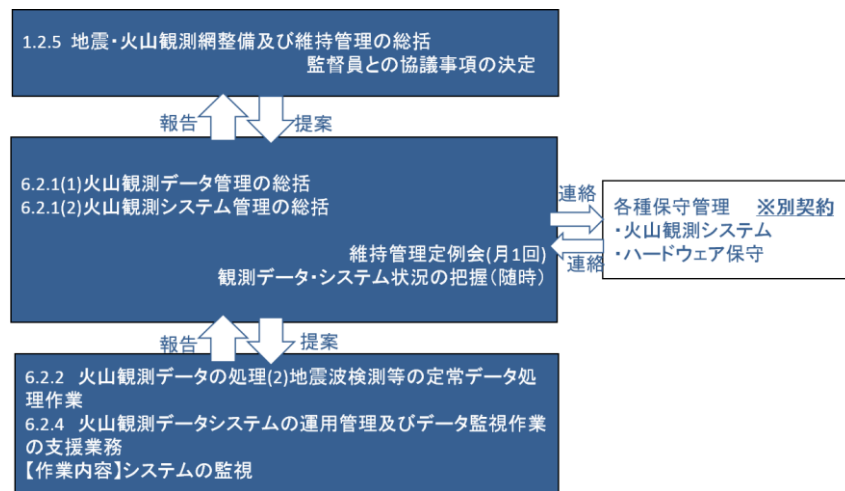 1.2.5 地震・火山観測網整備及び維持管理の総括
監督員との協議事項の決定
報告
提案
6.2.1(1)火山観測データ管理の総括
6.2.1(2)火山観測システム管理の総括
維持管理定例会(月1回)
観測データ・システム状況の把握(随時)
連絡
連絡
各種保守管理 ※別契約
・火山観測システム
・ハードウェア保守
報告
提案
6.2.2 火山観測データの処理(2)地震波検測等の定常データ処
理作業
6.2.4 火山観測データシステムの運用管理及びデータ監視作業
の支援業務
【作業内容】システムの監視